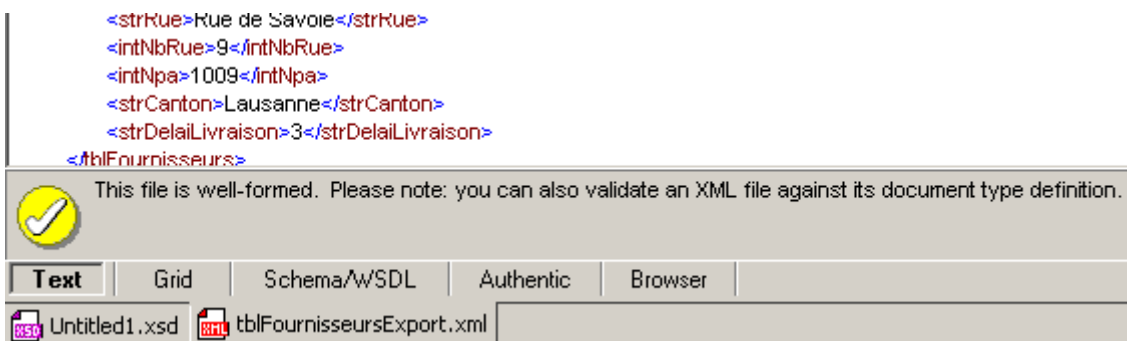 <strRue>Rue de Savoie</strRue>
<intNbRue>9</intNbRue>
<intNpa>1009</intNpa>
<strCanton>Lausanne</strCanton>
<strDelaiLivraison>3</strDelaiLivraison>
</tblFournisseurs>
This file is well-formed. Please note: you can also validate an XML file against its document type definition.
Text Grid Schema/WSDL Authentic Browser
XSD Untitled1.xsd XML tblFournisseursExport.xml